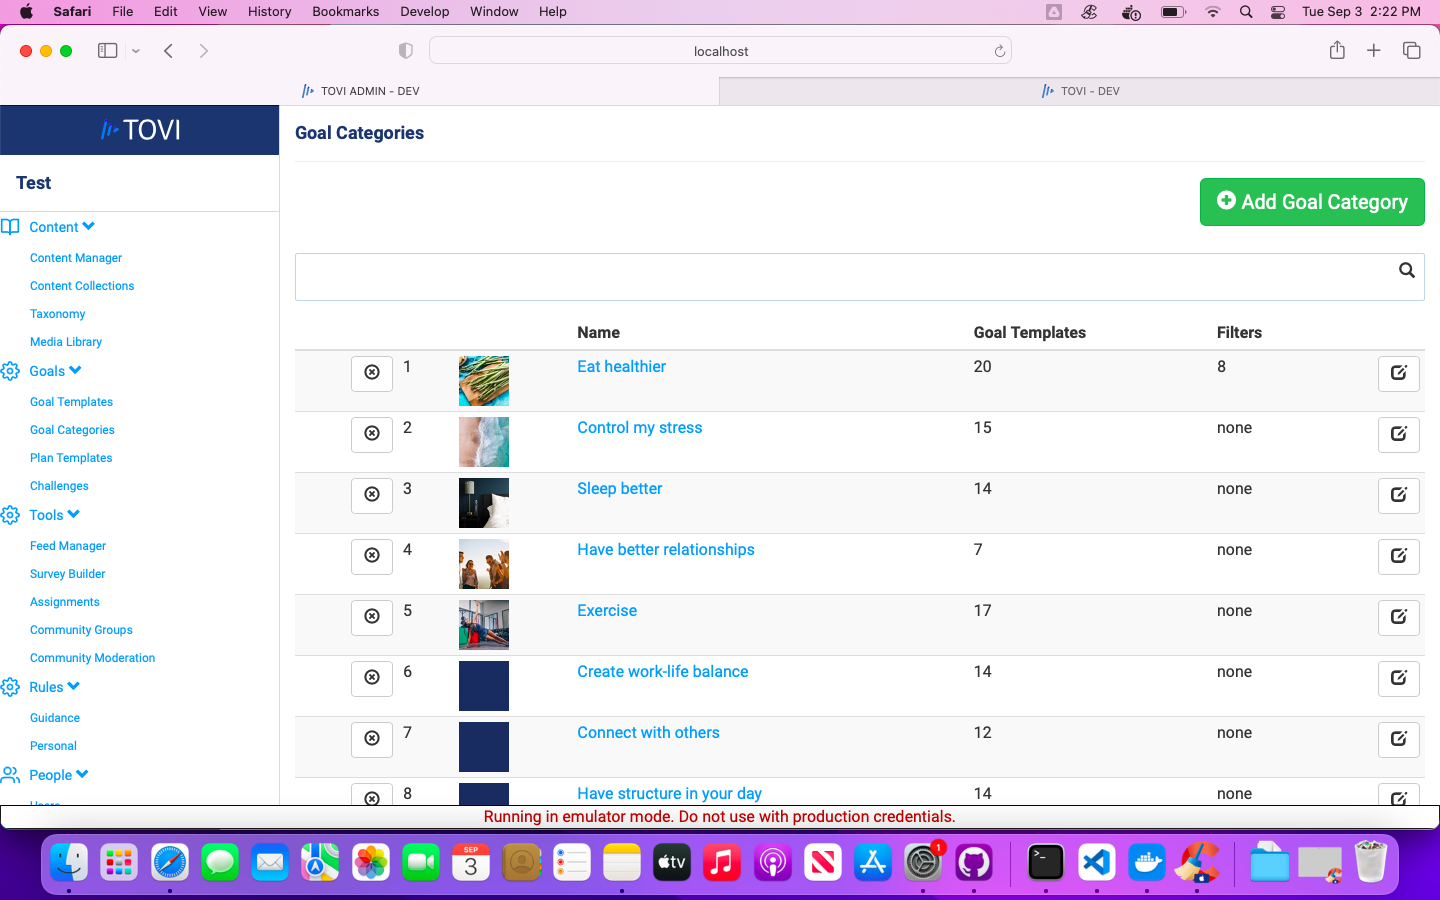 Safari File Edit View History Bookmarks Develop Window Help Tue Sep 3 2:22 PM
localhost
TOVI ADMIN - DEV
TOVI - DEV
TOVI
Test
Content
Content Manager
Content Collections
Taxonomy
Media Library
Goals
Goal Templates
Goal Categories
Plan Templates
Challenges
Tools
Feed Manager
Survey Builder
Assignments
Community Groups
Community Moderation
Rules
Guidance
Personal
People
Users
Goal Categories
Add Goal Category
Name Goal Templates Filters
1 Eat healthier 20 8
2 Control my stress 15 none
3 Sleep better 14 none
4 Have better relationships 7 none
5 Exercise 17 none
6 Create work-life balance 14 none
7 Connect with others 12 none
8 Have structure in your day 14 none
Running in emulator mode. Do not use with production credentials.
SEP
3
tv
1